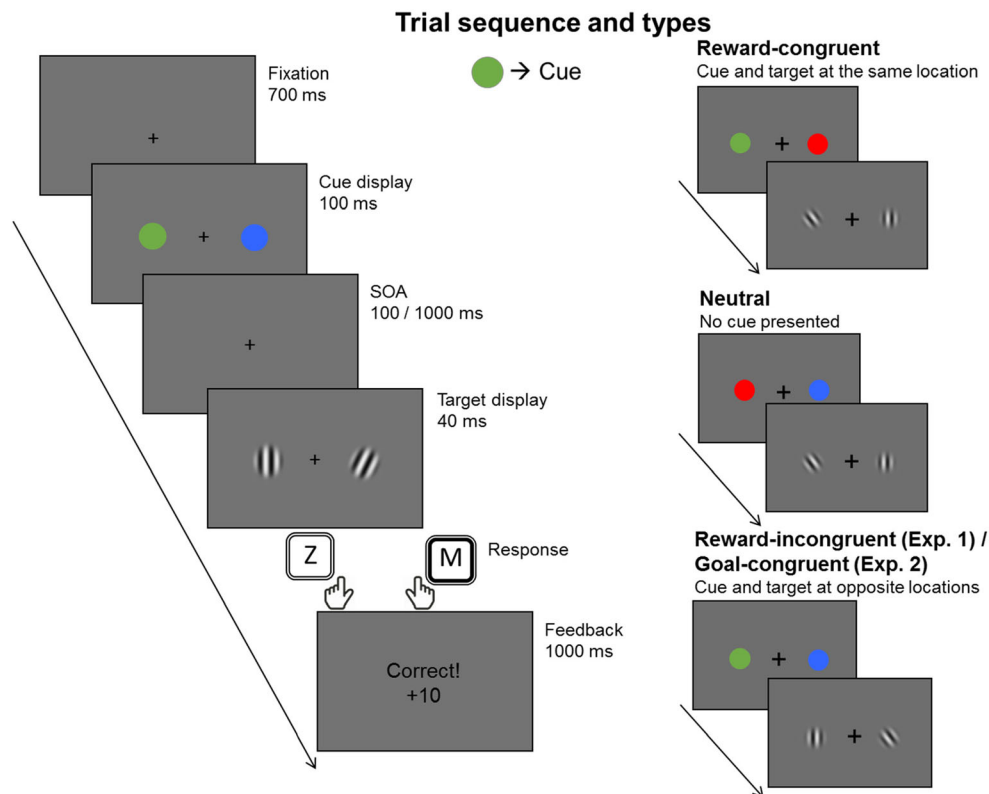 Trial sequence and types
→ Cue
Fixation
700 ms
+
Cue display
100 ms
+
SOA
100 / 1000 ms
+
Target display
40 ms
+
Z
M
Response
Feedback
1000 ms
Correct!
+10
Reward-congruent
Cue and target at the same location
+
+
Neutral
No cue presented
+
+
Reward-incongruent (Exp. 1) /
Goal-congruent (Exp. 2)
Cue and target at opposite locations
+
+